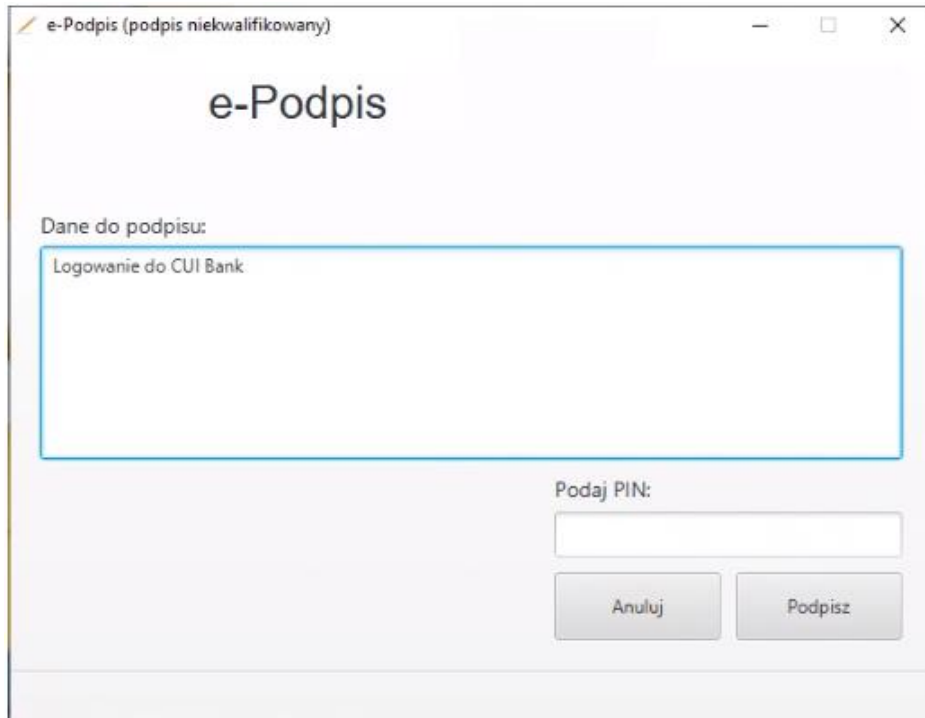 e-Podpis (podpis niekwalifikowany)
e-Podpis
Dane do podpisu:
Logowanie do CUI Bank
Podaj PIN:
Anuluj
Podpisz